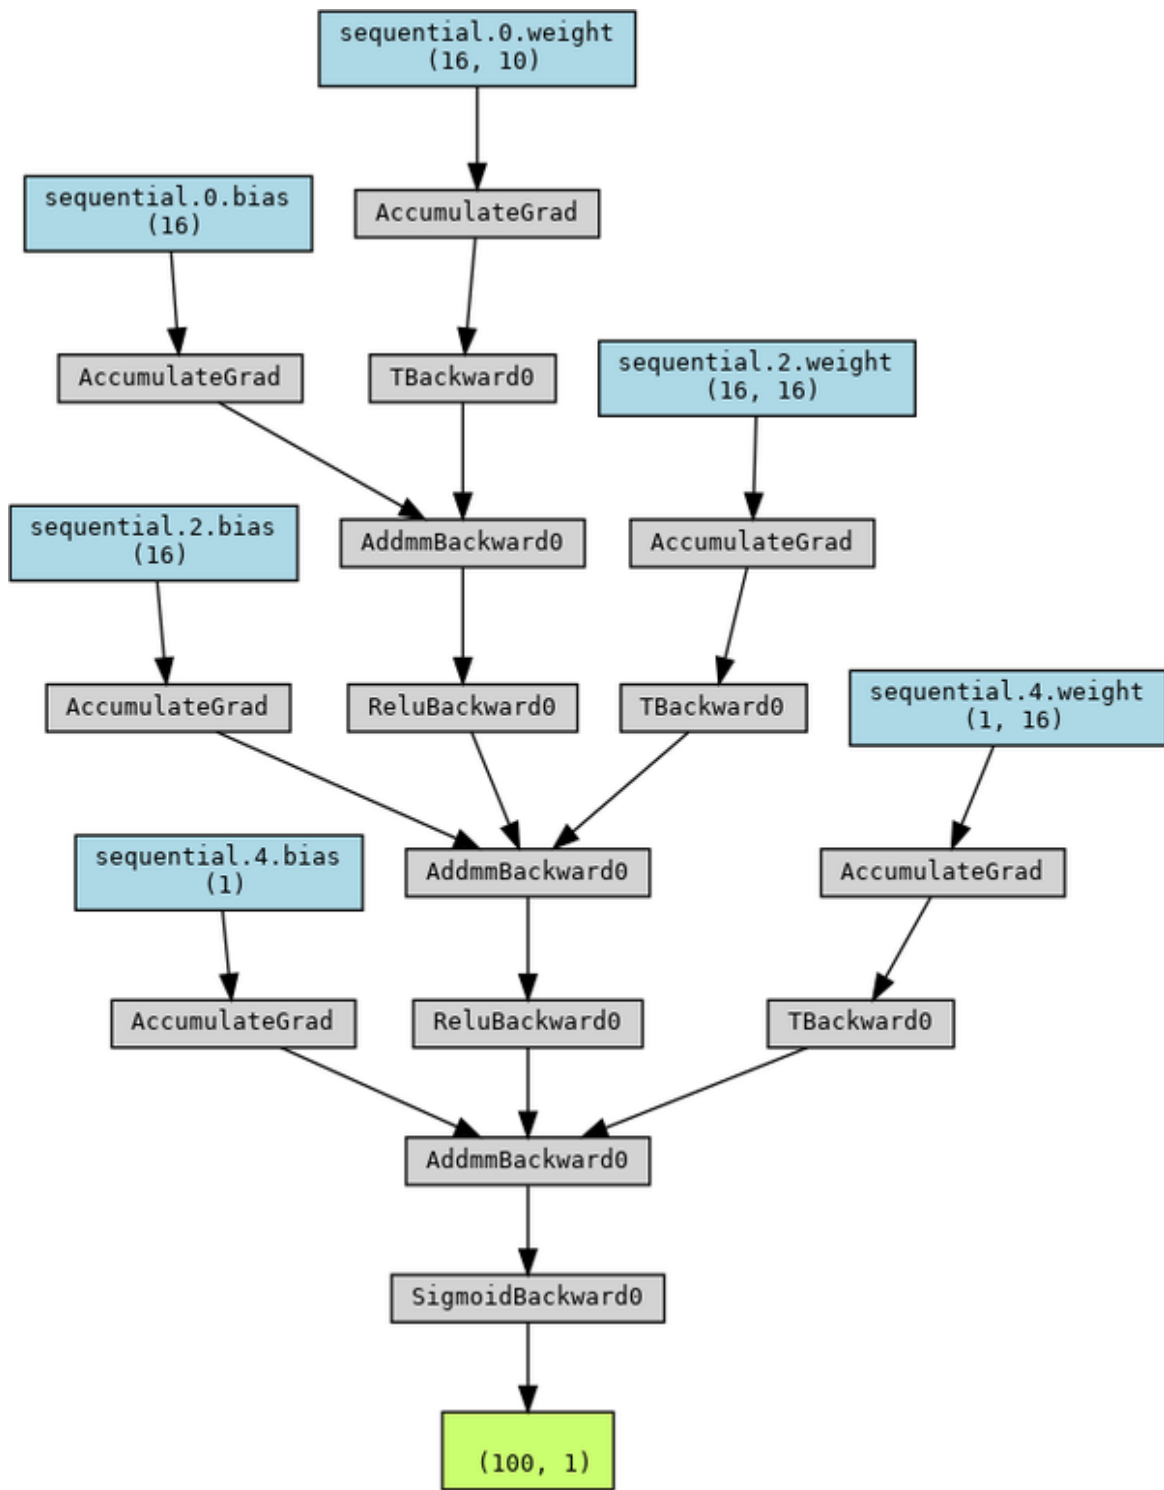 sequential.0.weight
(16, 10)
sequential.0.bias
(16)
AccumulateGrad
AccumulateGrad
TBackward0
sequential.2.weight
(16, 16)
sequential.2.bias
(16)
AddmmBackward0
AccumulateGrad
AccumulateGrad
ReluBackward0
TBackward0
sequential.4.weight
(1, 16)
sequential.4.bias
(1)
AddmmBackward0
AccumulateGrad
AccumulateGrad
ReluBackward0
TBackward0
AddmmBackward0
SigmoidBackward0
(100, 1)